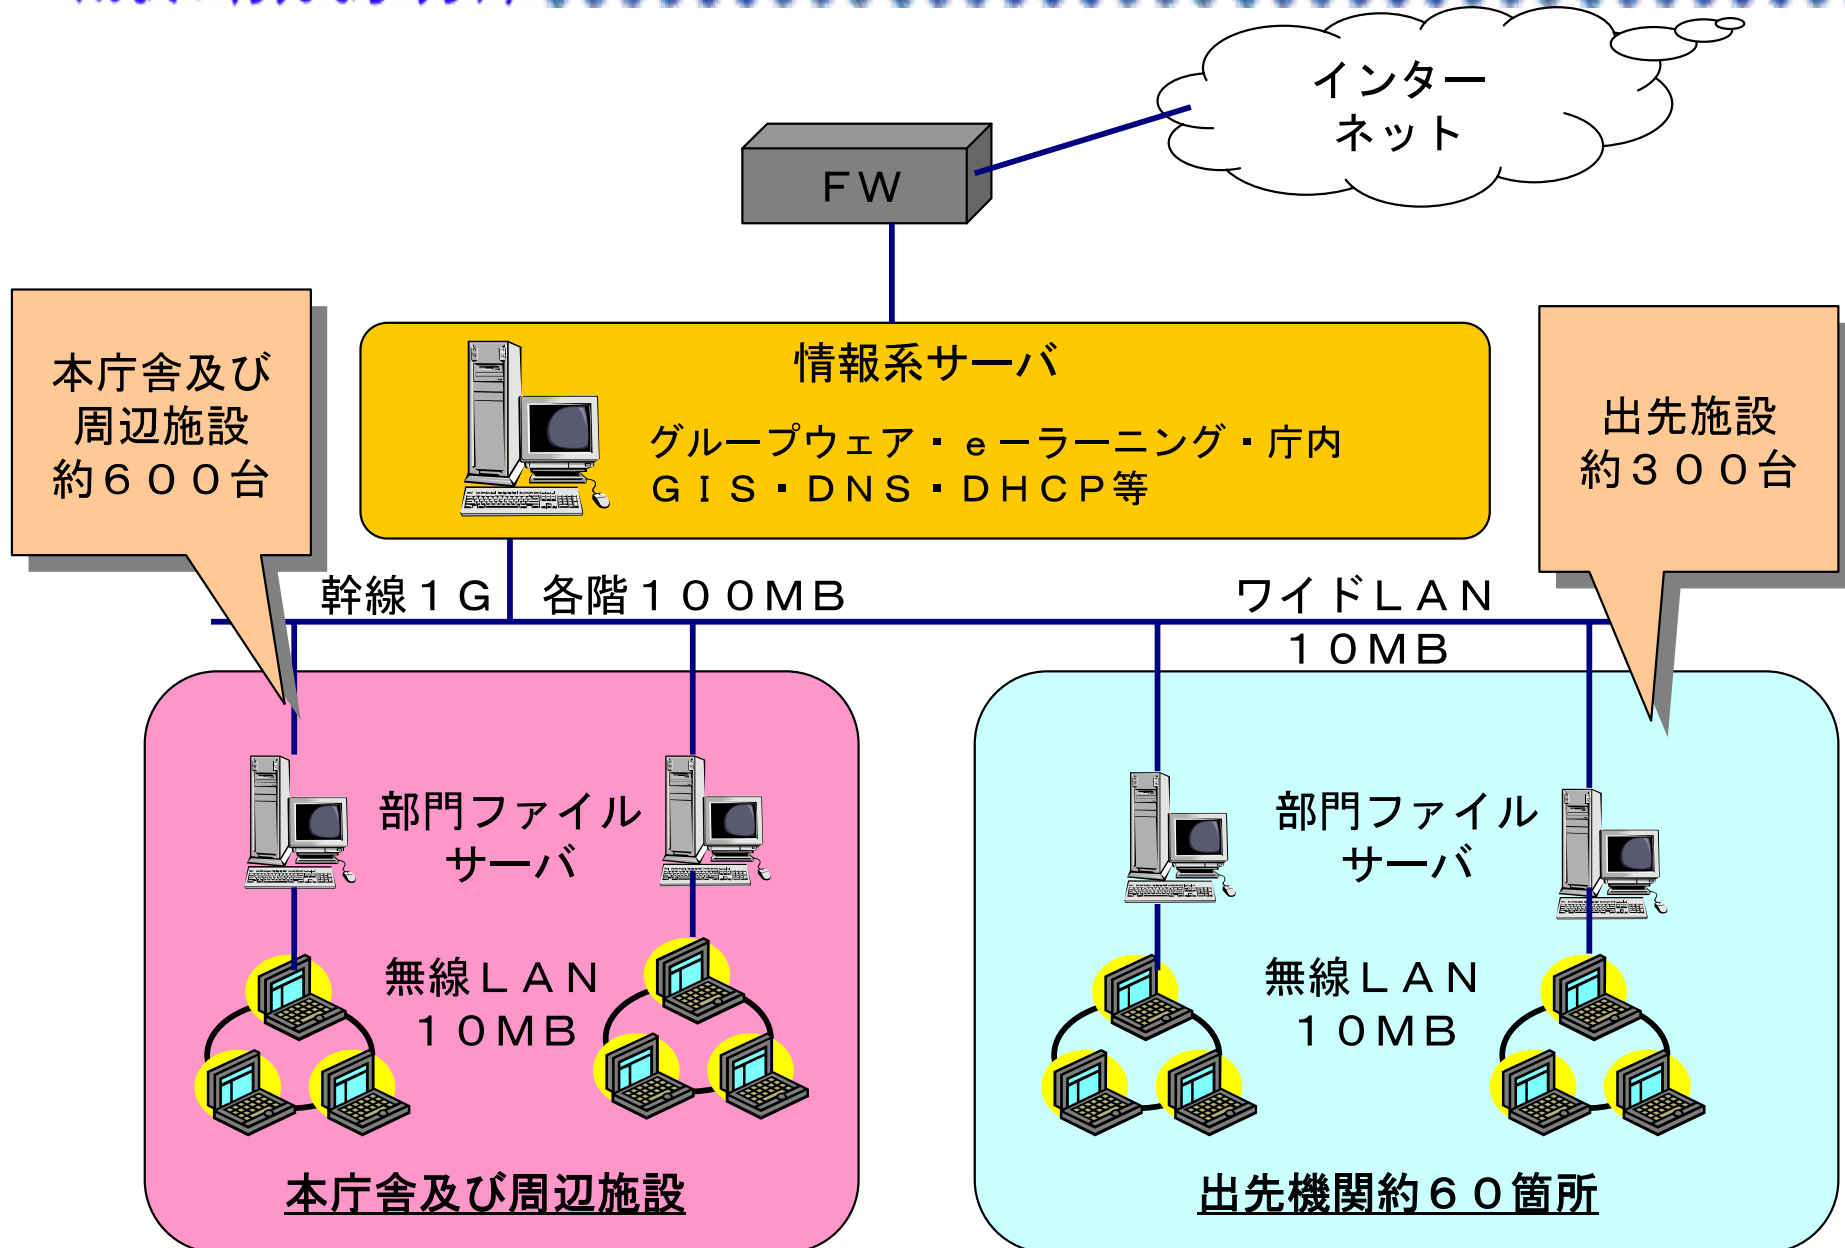 インター
ネット
ＦＷ
本庁舎及び
周辺施設
約６００台
情報系サーバ
グループウェア・ｅーラーニング・庁内
ＧＩＳ・ＤＮＳ・ＤＨＣＰ等
出先施設
約３００台
幹線１Ｇ
各階１００ＭＢ
ワイドＬＡＮ
１０ＭＢ
部門ファイル
サーバ
無線ＬＡＮ
１０ＭＢ
本庁舎及び周辺施設
部門ファイル
サーバ
無線ＬＡＮ
１０ＭＢ
出先機関約６０箇所